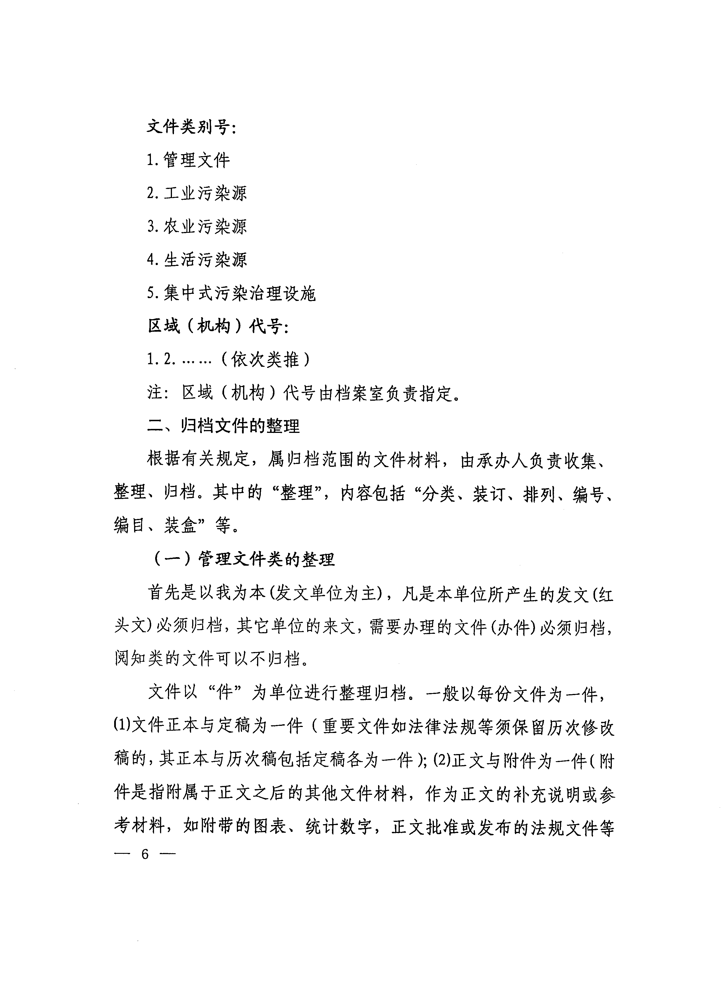 文件类别号：
1.管理文件
2.工业污染源
3.农业污染源
4.生活污染源
5.集中式污染治理设施
区域（机构）代号：
1.2.……（依次类推）
注：区域（机构）代号由档案室负责指定。
二、归档文件的整理
根据有关规定，属归档范围的文件材料，由承办人负责收集、
整理、归档。其中的“整理”，内容包括“分类、装订、排列、编号、
编目、装盒”等。
（一）管理文件类的整理
首先是以我为本(发文单位为主)，凡是本单位所产生的发文(红
头文)必须归档，其它单位的来文，需要办理的文件(办件)必须归档，
阅知类的文件可以不归档。
文件以“件”为单位进行整理归档。一般以每份文件为一件，
(1)文件正本与定稿为一件（重要文件如法律法规等须保留历次修改
稿的，其正本与历次稿包括定稿各为一件）；(2)正文与附件为一件（附
件是指附属于正文之后的其他文件材料，作为正文的补充说明或参
考材料，如附带的图表、统计数字，正文批准或发布的法规文件等
— 6 —